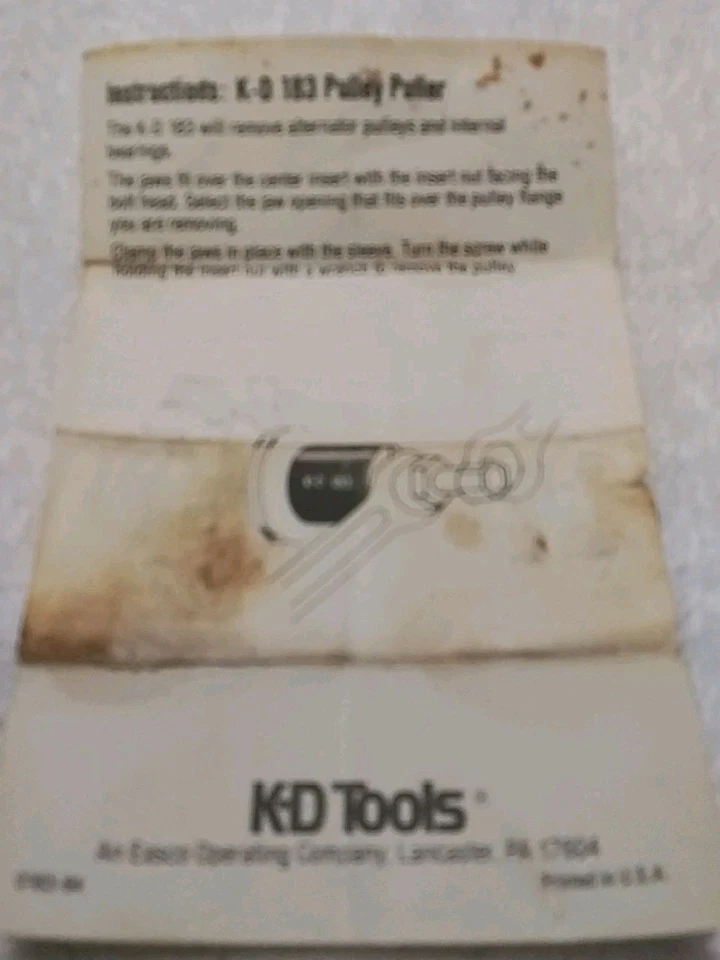 Instructions: K-D 183 Pulley Puller
The K-D 183 will remove alternator pulleys and internal
bearings.
The jaws fit over the center insert with the insert nut facing the
bolt head. Select the jaw opening that fits over the pulley flange
you are removing.
Clamp the jaws in place with the sleeve. Turn the screw while
holding the insert nut with a wrench to remove the pulley.
K-D Tools®
An Easco Operating Company, Lancaster, PA 17604
Printed in U.S.A.